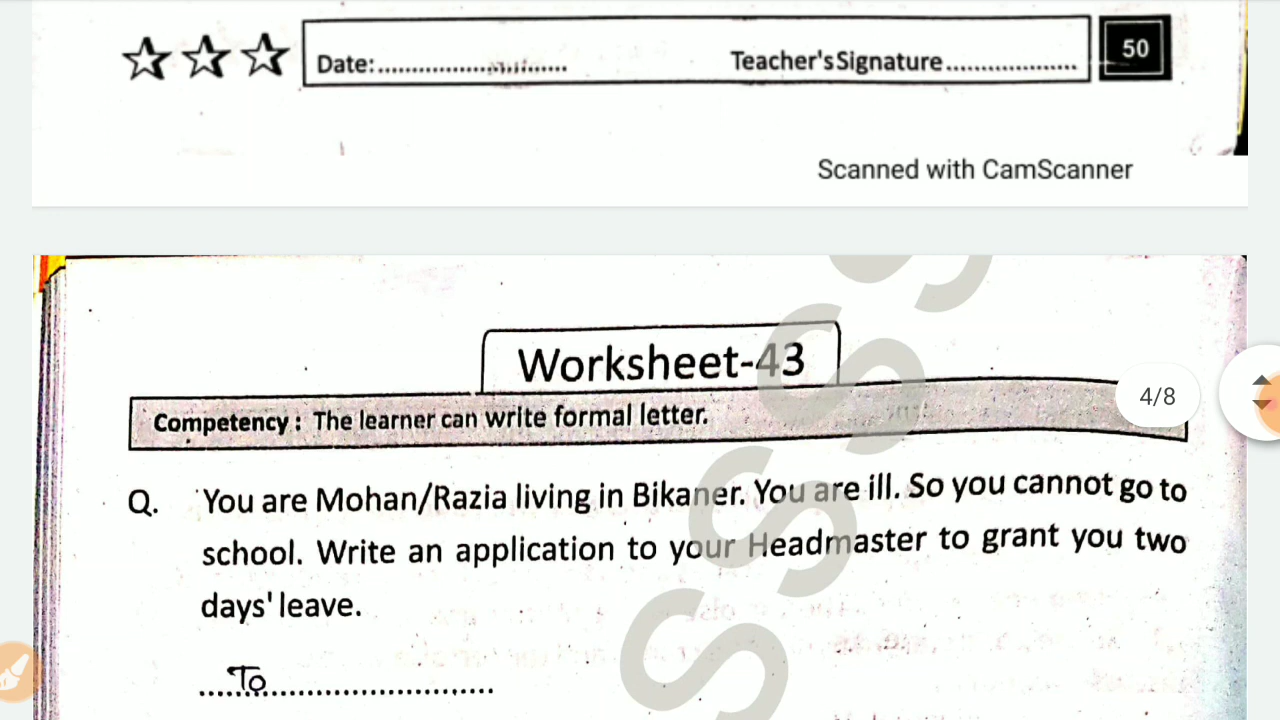 Date:............................ Teacher's Signature.................... 50
Scanned with CamScanner
Worksheet-43
4/8
Competency : The learner can write formal letter.
Q. You are Mohan/Razia living in Bikaner. You are ill. So you cannot go to
school. Write an application to your Headmaster to grant you two
days' leave.
To